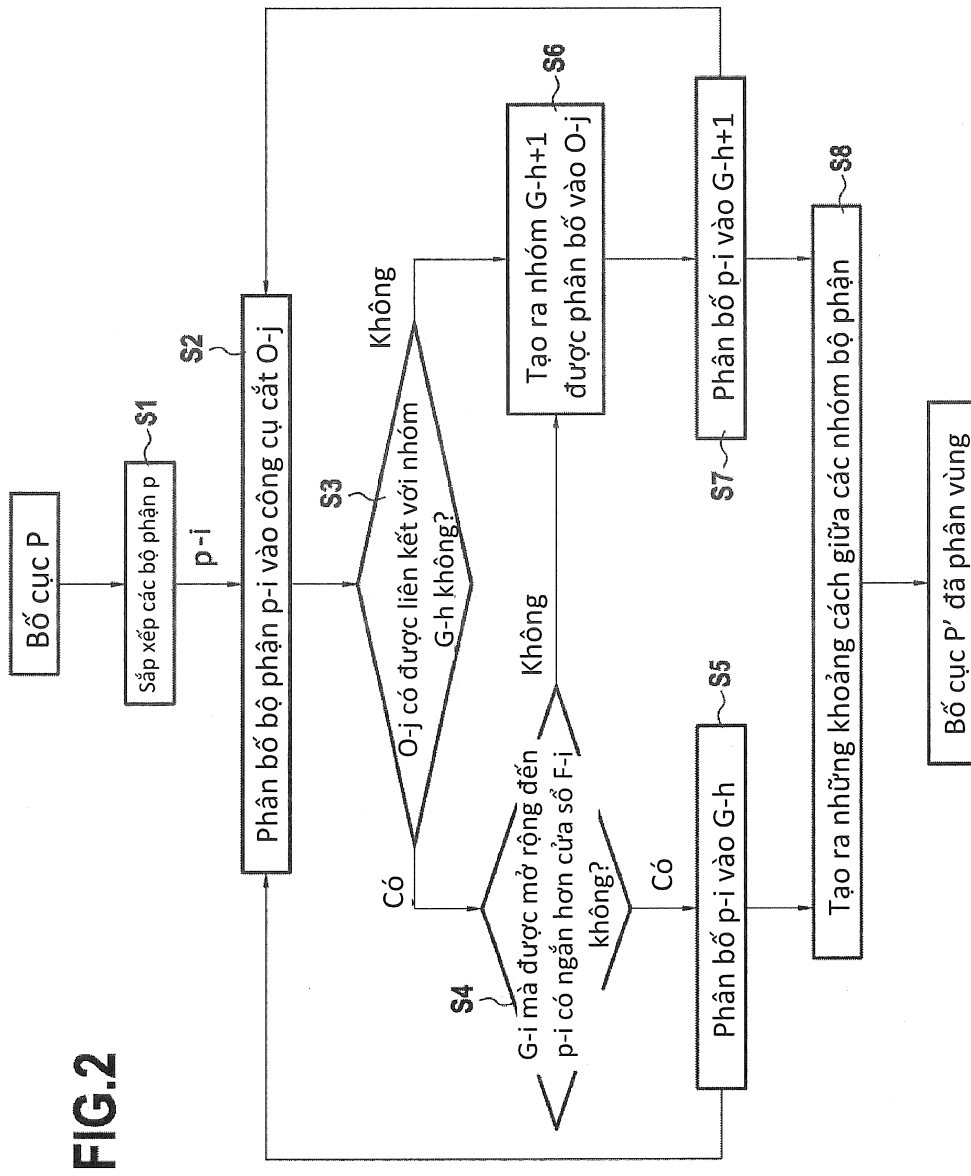 FIG.2
Bố cục P
Sắp xếp các bộ phận p
S1
p-i
Phân bố bộ phận p-i vào công cụ cắt O-j
S2
O-j có được liên kết với nhóm
G-h không?
S3
Có
Không
G-i mà được mở rộng đến
p-i có ngắn hơn cửa sổ F-j
không?
S4
Không
Có
Tạo ra nhóm G-h+1
được phân bố vào O-j
S6
Phân bố p-i vào G-h
S5
Phân bố p-i vào G-h+1
S7
Tạo ra những khoảng cách giữa các nhóm bộ phận
S8
Bố cục P' đã phân vùng